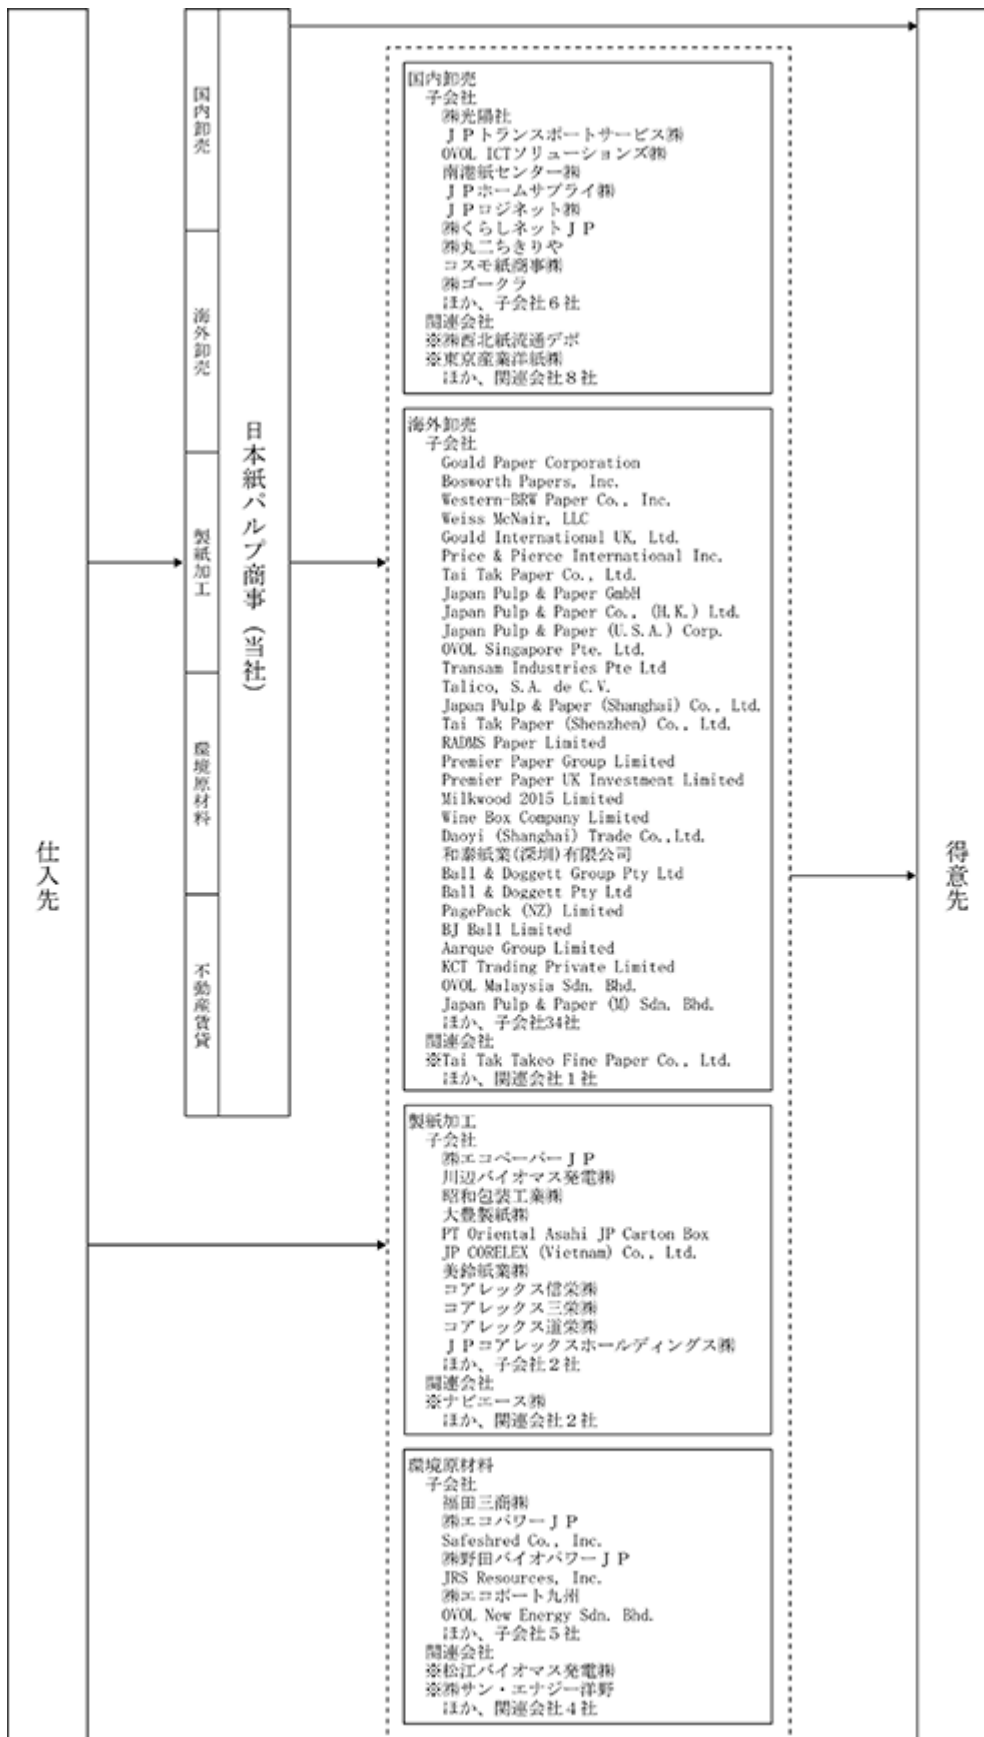 仕入先
国内卸売
海外卸売
製紙加工
環境原材料
不動産賃貸
日本紙パルプ商事（当社）
国内卸売
子会社
㈱光陽社
ＪＰトランスポートサービス㈱
OVOL ICTソリューションズ㈱
南港紙センター㈱
ＪＰホームサプライ㈱
ＪＰロジネット㈱
㈱くらしネットＪＰ
㈱丸二ちきりや
コスモ紙商事㈱
㈱ゴークラ
ほか、子会社６社
関連会社
※㈱西北紙流通デポ
※東京産業洋紙㈱
ほか、関連会社８社
海外卸売
子会社
Gould Paper Corporation
Bosworth Papers, Inc.
Western-BRW Paper Co., Inc.
Weiss McNair, LLC
Gould International UK, Ltd.
Price & Pierce International Inc.
Tai Tak Paper Co., Ltd.
Japan Pulp & Paper GmbH
Japan Pulp & Paper Co., (H.K.) Ltd.
Japan Pulp & Paper (U.S.A.) Corp.
OVOL Singapore Pte. Ltd.
Transam Industries Pte Ltd
Talico, S.A. de C.V.
Japan Pulp & Paper (Shanghai) Co., Ltd.
Tai Tak Paper (Shenzhen) Co., Ltd.
RADMS Paper Limited
Premier Paper Group Limited
Premier Paper UK Investment Limited
Milkwood 2015 Limited
Wine Box Company Limited
Daoyi (Shanghai) Trade Co.,Ltd.
和泰紙業(深圳)有限公司
Ball & Doggett Group Pty Ltd
Ball & Doggett Pty Ltd
PagePack (NZ) Limited
BJ Ball Limited
Aarque Group Limited
KCT Trading Private Limited
OVOL Malaysia Sdn. Bhd.
Japan Pulp & Paper (M) Sdn. Bhd.
ほか、子会社34社
関連会社
※Tai Tak Takeo Fine Paper Co., Ltd.
ほか、関連会社１社
製紙加工
子会社
㈱エコペーパーＪＰ
川辺バイオマス発電㈱
昭和包装工業㈱
大豊製紙㈱
PT Oriental Asahi JP Carton Box
JP CORELEX (Vietnam) Co., Ltd.
美鈴紙業㈱
コアレックス信栄㈱
コアレックス三栄㈱
コアレックス道栄㈱
ＪＰコアレックスホールディングス㈱
ほか、子会社２社
関連会社
※ナビエース㈱
ほか、関連会社２社
環境原材料
子会社
福田三商㈱
㈱エコパワーＪＰ
Safeshred Co., Inc.
㈱野田バイオパワーＪＰ
JRS Resources, Inc.
㈱エコポート九州
OVOL New Energy Sdn. Bhd.
ほか、子会社５社
関連会社
※松江バイオマス発電㈱
※㈱サン・エナジー洋野
ほか、関連会社４社
得意先